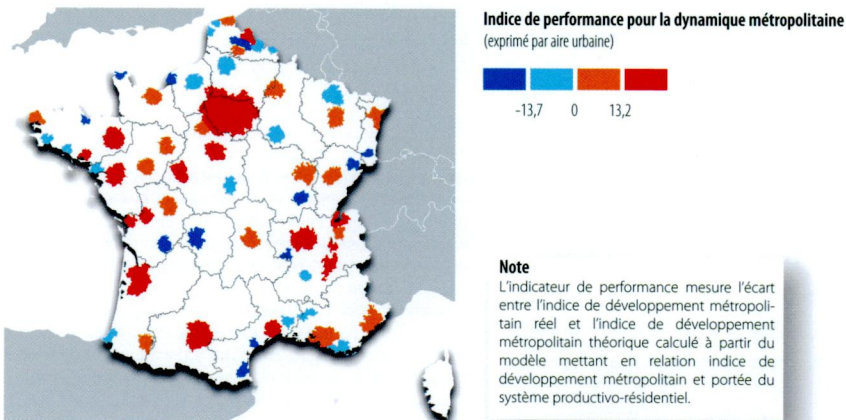 Indice de performance pour la dynamique métropolitaine
(exprimé par aire urbaine)
-13,7 0 13,2
Note
L'indicateur de performance mesure l'écart
entre l'indice de développement métropoli-
tain réel et l'indice de développement
métropolitain théorique calculé à partir du
modèle mettant en relation indice de
développement métropolitain et portée du
système productivo-résidentiel.